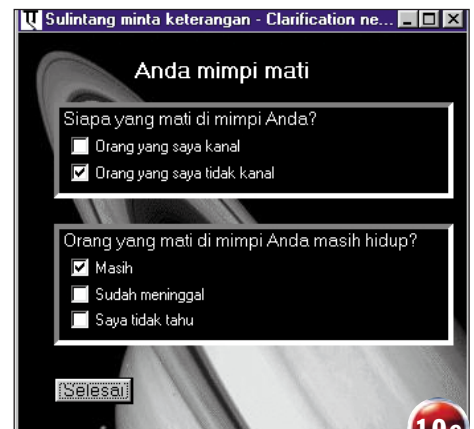 Sulintang minta keterangan - Clarification ne...
Anda mimpi mati
Siapa yang mati di mimpi Anda?
Orang yang saya kanal
Orang yang saya tidak kanal
Orang yang mati di mimpi Anda masih hidup?
Masih
Sudah meninggal
Saya tidak tahu
Selesai